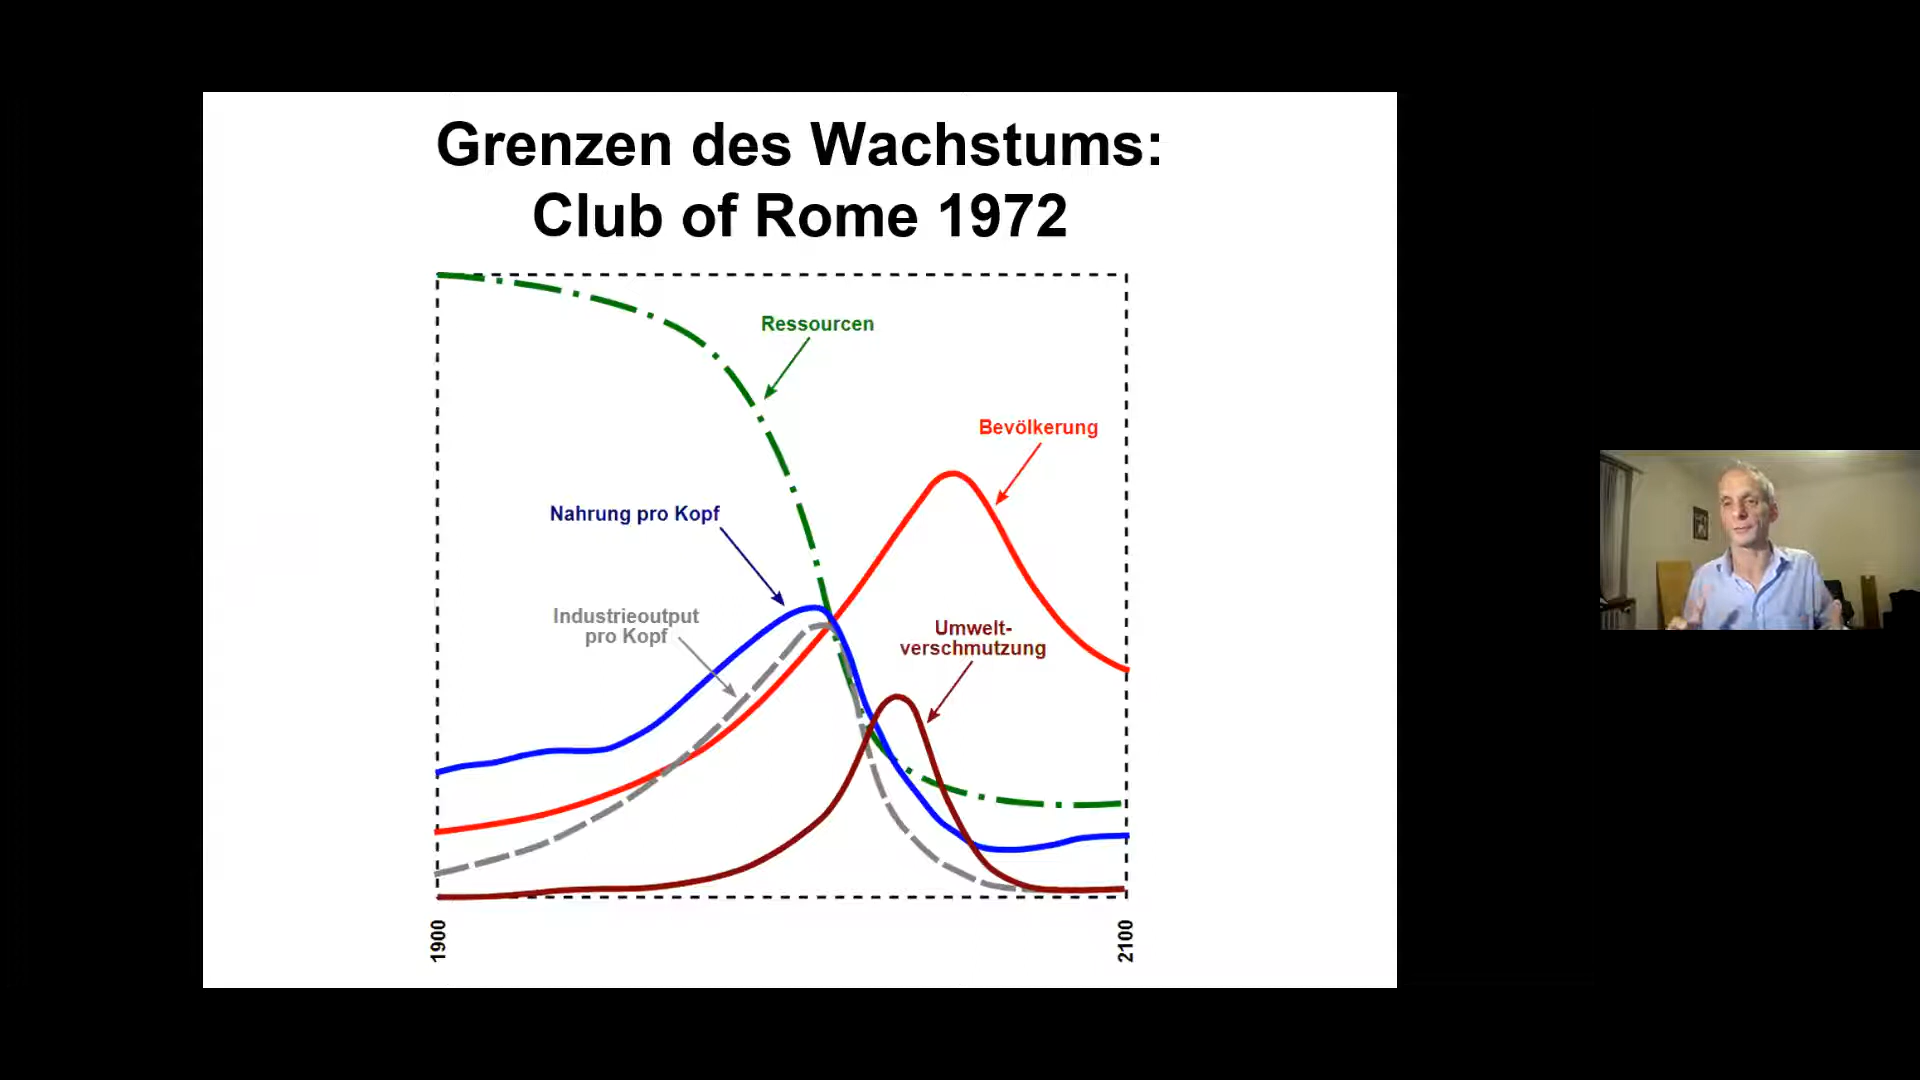 Grenzen des Wachstums:
Club of Rome 1972
Ressourcen
Bevölkerung
Nahrung pro Kopf
Industrieoutput
pro Kopf
Umwelt-
verschmutzung
1900
2100